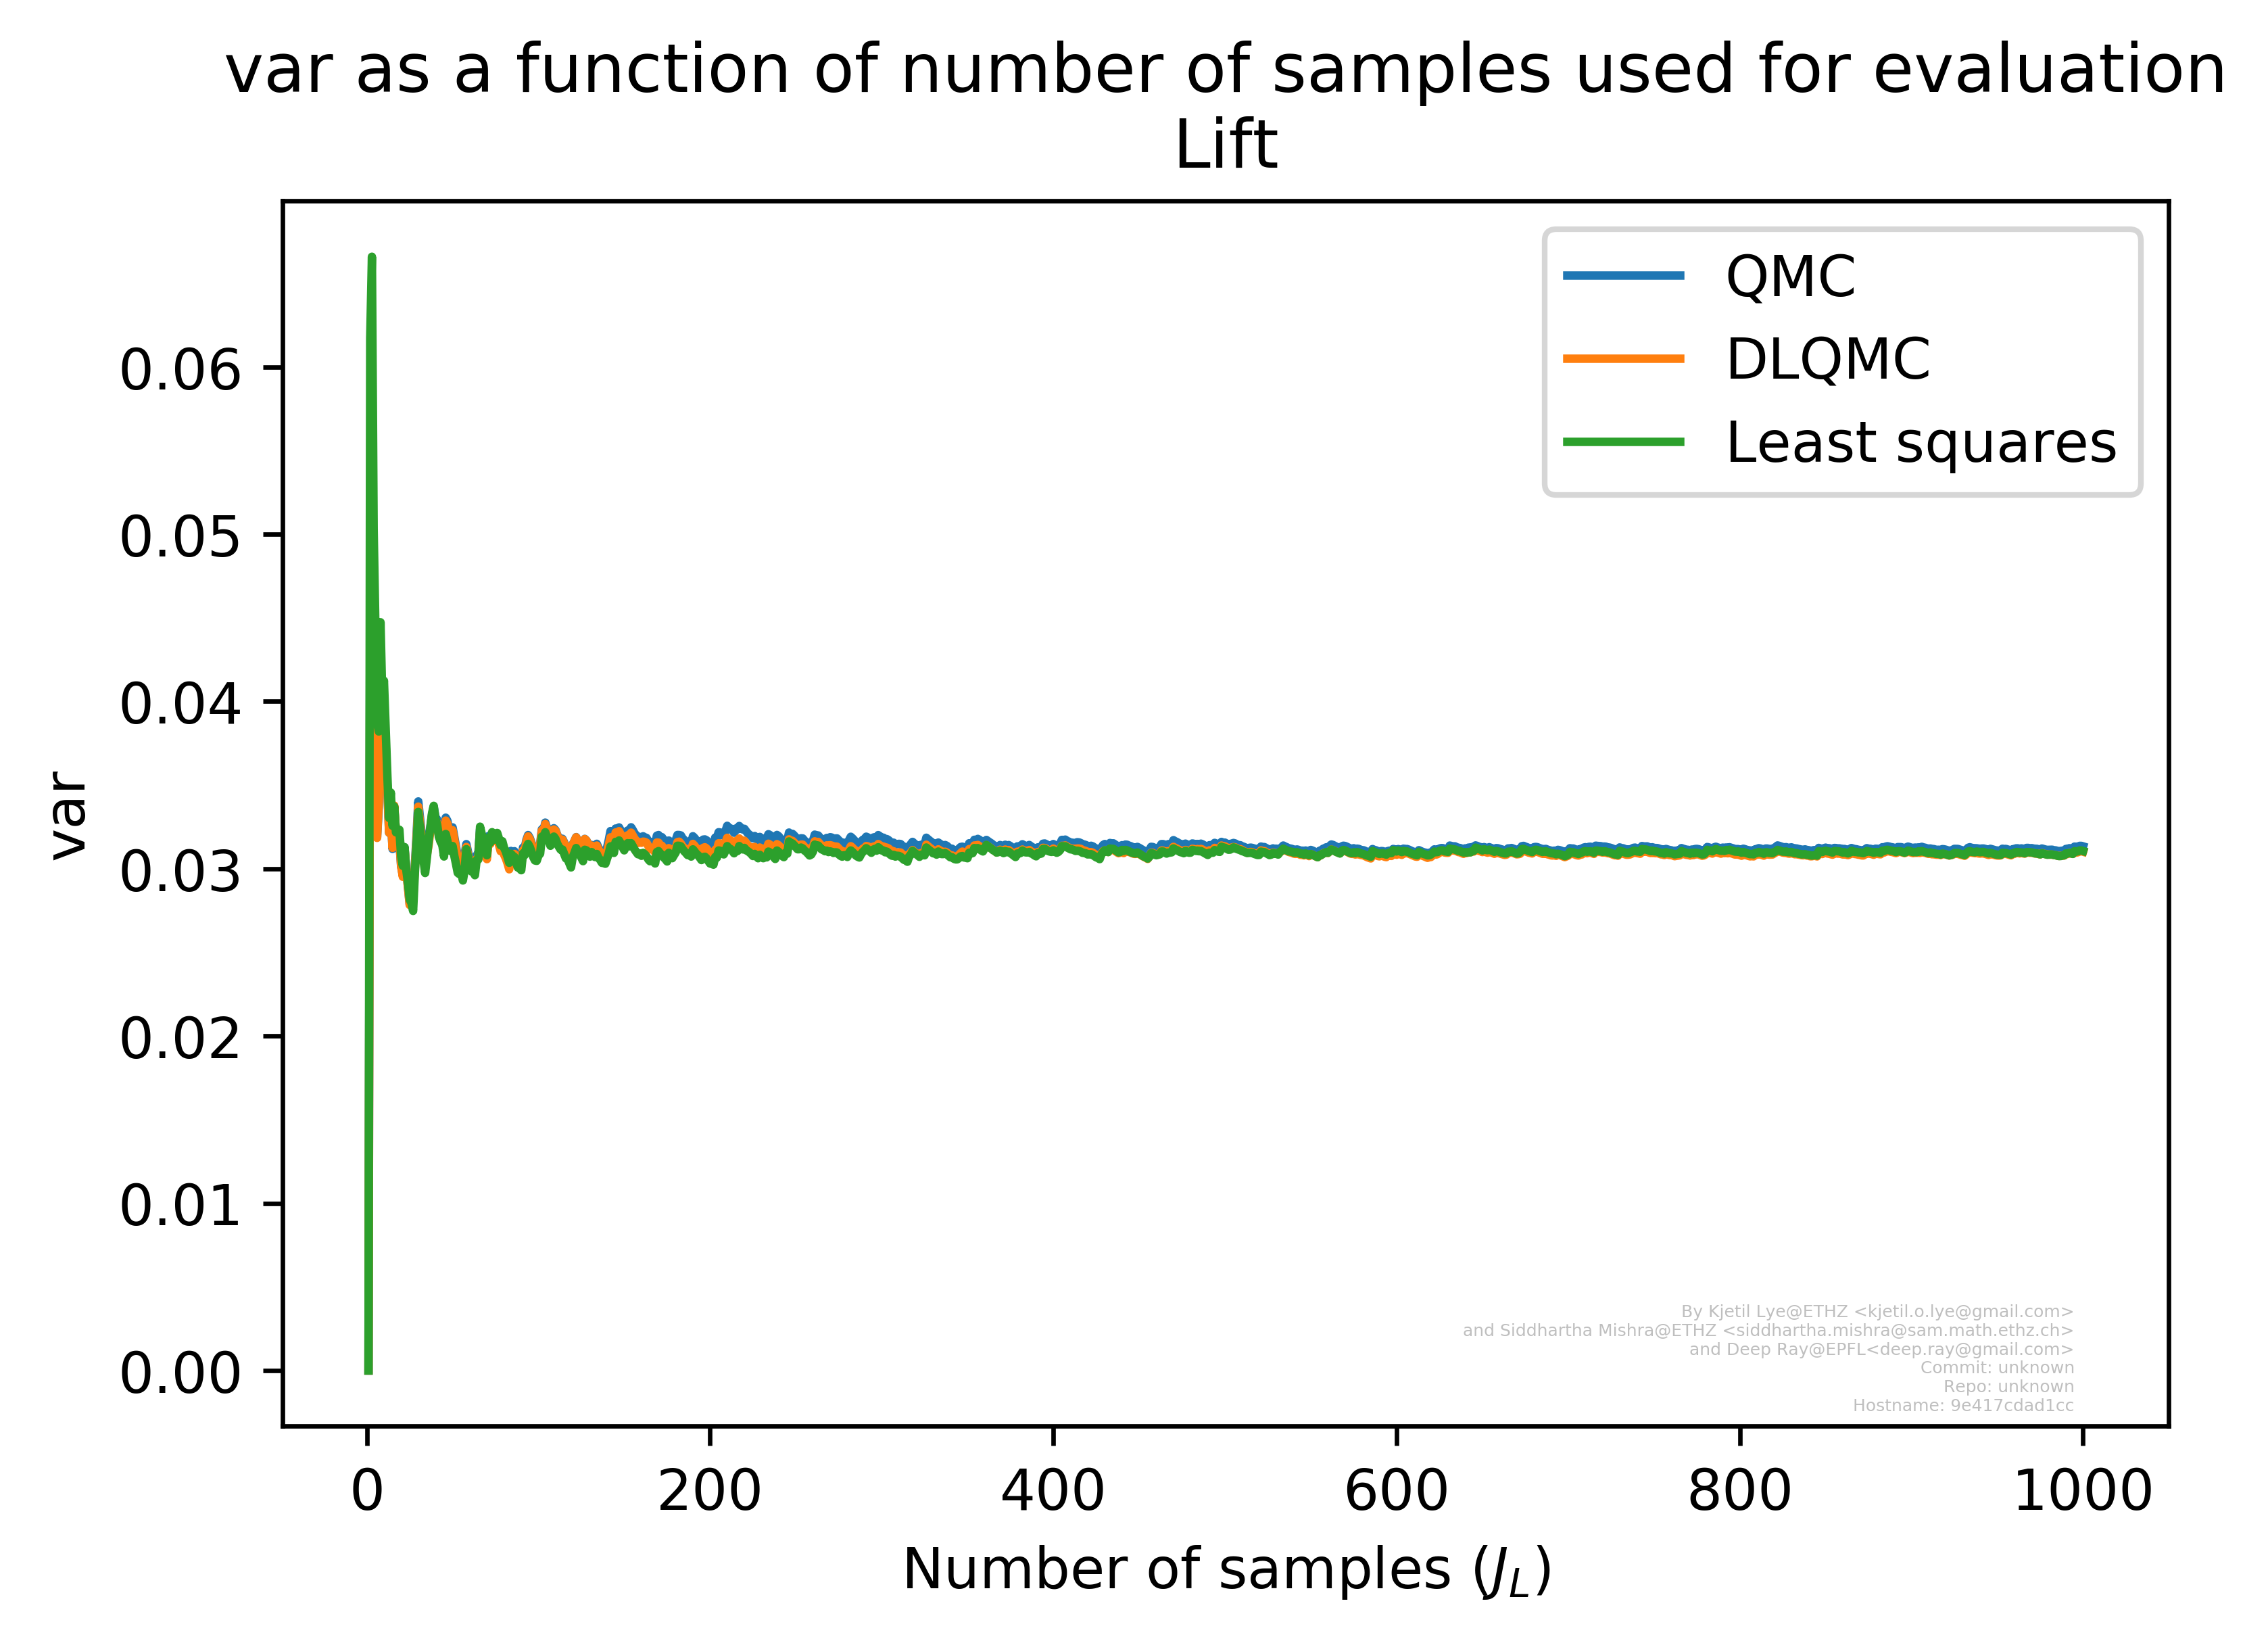 var as a function of number of samples used for evaluation
Lift
QMC
DLQMC
Least squares
0.06
0.05
0.04
0.03
0.02
0.01
0.00
var
By Kjetil Lye@ETHZ <kjetil.o.lye@gmail.com>
and Siddhartha Mishra@ETHZ <siddhartha.mishra@sam.math.ethz.ch>
and Deep Ray@EPFL<deep.ray@gmail.com>
Commit: unknown
Repo: unknown
Hostname: 9e417cdad1cc
0 200 400 600 800 1000
Number of samples (J_L)